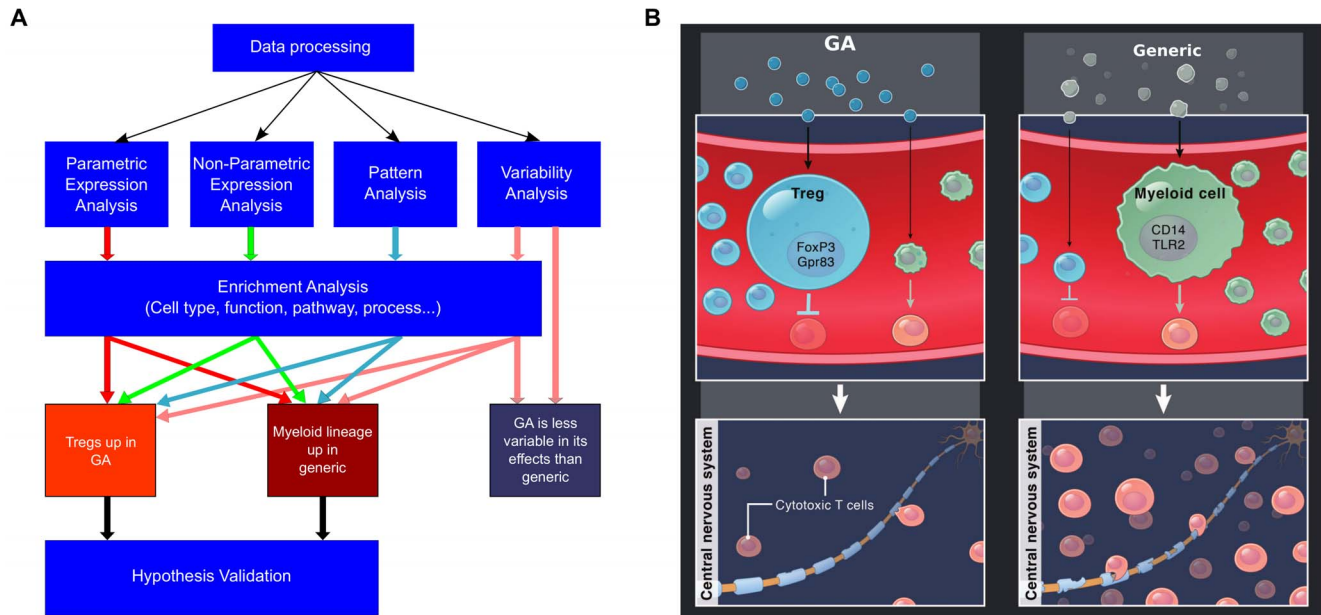 A
Data processing
Parametric
Expression
Analysis
Non-Parametric
Expression
Analysis
Pattern
Analysis
Variability
Analysis
Enrichment Analysis
(Cell type, function, pathway, process...)
Tregs up in
GA
Myeloid lineage
up in
generic
GA is less
variable in its
effects than
generic
Hypothesis Validation
B
GA
Treg
FoxP3
Gpr83
Central nervous system
Cytotoxic T cells
Generic
Myeloid cell
CD14
TLR2
Central nervous system